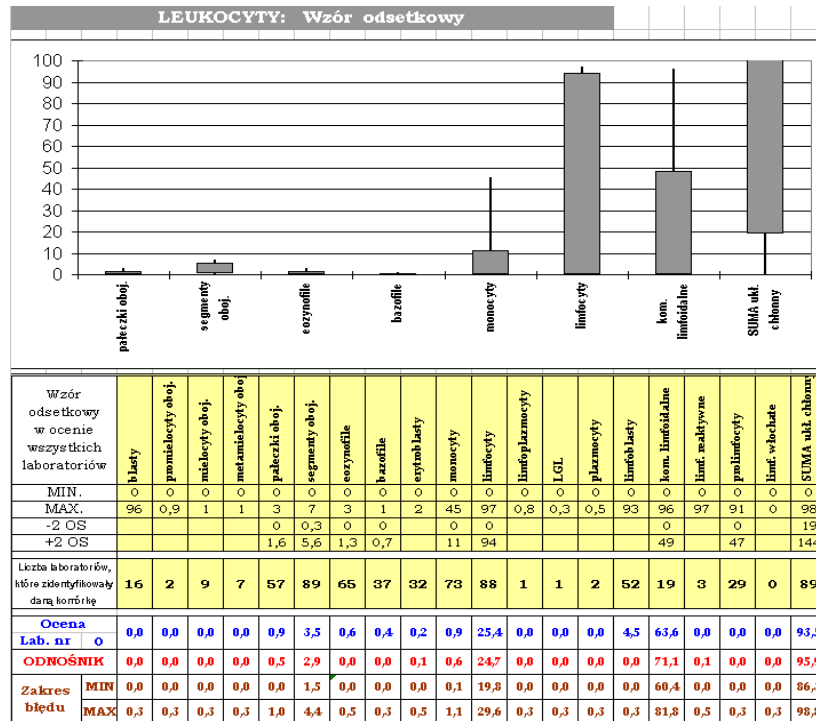 LEUKOCYTY: Wzór odsetkowy
100
90
80
70
60
50
40
30
20
10
0
pałeczki oboj.
segmenty oboj.
eozynofile
bazofile
monocyty
limfocyty
kom. limfoidalne
SUMA ukł. chłonny
Wzór odsetkowy w ocenie wszystkich laboratoriów blasty promielocyty oboj. mielocyty oboj. metamielocyty oboj pałeczki oboj. segmenty oboj. eozynofile bazofile erytroblasty monocyty limfocyty limfoplazmocyty LGL plazmocyty limfoblasty kom. limfoidalne limf. reaktywne prolimfocyty limf. włochate SUMA ukł. chłonny
MIN. 0 0 0 0 0 0 0 0 0 0 0 0 0 0 0 0 0 0 0 0
MAX. 96 0,9 1 1 3 7 3 1 2 45 97 0,8 0,3 0,5 93 96 97 91 0 98
-2 OS 0 0,3 0 0 0 0 0 0 19
+2 OS 1,6 5,6 1,3 0,7 11 94 49 47 144
Liczba laboratoriów, które zidentyfikowały daną komórkę 16 2 9 7 57 89 65 37 32 73 88 1 1 2 52 19 3 29 0 89
Ocena
Lab. nr 0 0,0 0,0 0,0 0,0 0,9 3,5 0,6 0,4 0,2 0,9 25,4 0,0 0,0 0,0 4,5 63,6 0,0 0,0 0,0 93,
ODNOŚNIK 0,0 0,0 0,0 0,0 0,5 2,9 0,0 0,0 0,1 0,6 24,7 0,0 0,0 0,0 0,0 71,1 0,1 0,0 0,0 95,
Zakres błędu MIN 0,0 0,0 0,0 0,0 0,0 1,5 0,0 0,0 0,0 0,1 19,8 0,0 0,0 0,0 0,0 60,4 0,0 0,0 0,0 86,
MAX 0,3 0,3 0,3 0,3 1,0 4,4 0,5 0,3 0,5 1,1 29,6 0,3 0,3 0,3 0,3 81,8 0,5 0,3 0,3 98,